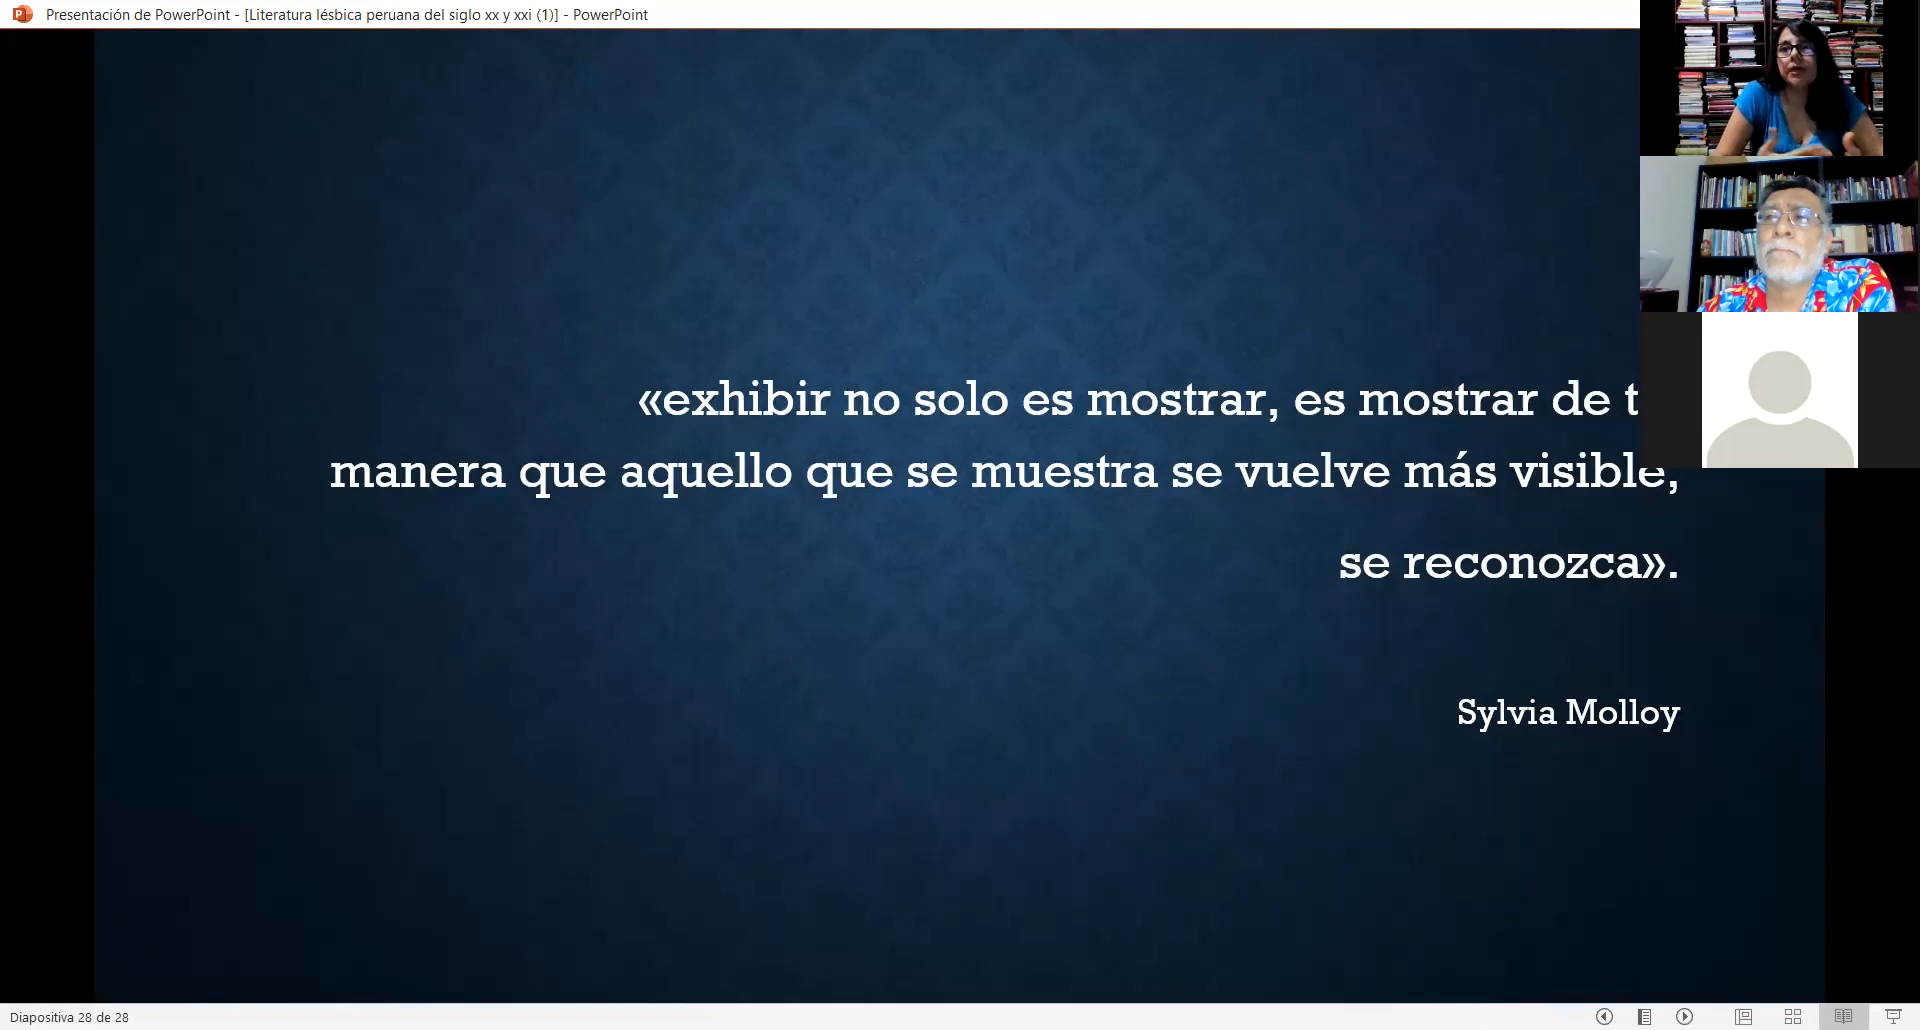 Presentación de PowerPoint - [Literatura lésbica peruana del siglo xx y xxi (1)] - PowerPoint
«exhibir no solo es mostrar, es mostrar de
manera que aquello que se muestra se vuelve más visible,
se reconozca».
Sylvia Molloy
Diapositiva 28 de 28